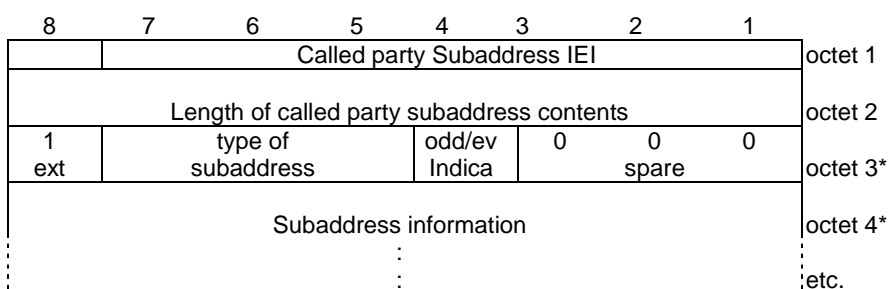 8 7 6 5 4 3 2 1
Called party Subaddress IEI octet 1
Length of called party subaddress contents octet 2
1 type of odd/ev 0 0 0
ext subaddress Indica spare octet 3*
Subaddress information octet 4*
:
: etc.